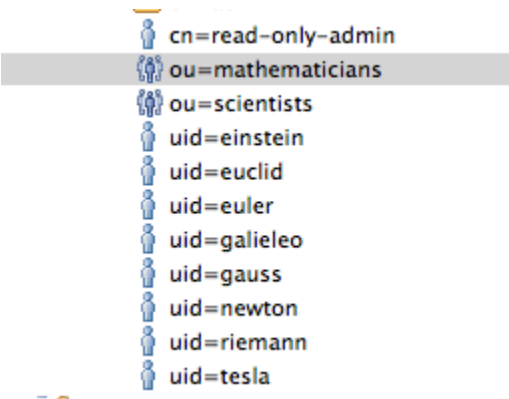 cn=read-only-admin
ou=mathematicians
ou=scientists
uid=einstein
uid=euclid
uid=euler
uid=galieleo
uid=gauss
uid=newton
uid=riemann
uid=tesla